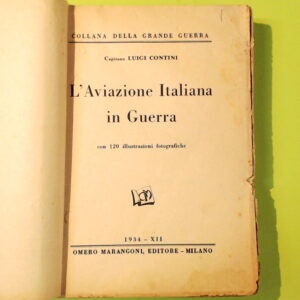 COLLANA DELLA GRANDE GUERRA
Capitano LUIGI CONTINI
L'Aviazione Italiana
in Guerra
con 120 illustrazioni fotografiche
1934 - XII
OMERO MARANGONI, EDITORE - MILANO